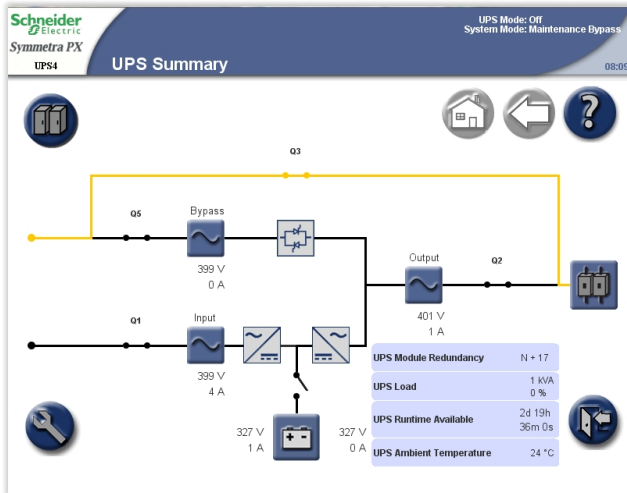 Schneider
Electric
Symmetra PX
UPS4
UPS Summary
UPS Mode: Off
System Mode: Maintenance Bypass
08:09
?
Q3
Q5
Bypass
399 V
0 A
Output
Q2
401 V
1 A
Q1
Input
399 V
4 A
327 V
1 A
327 V
0 A
UPS Module Redundancy N + 17
UPS Load 1 KVA
0 %
UPS Runtime Available 2d 19h
36m 0s
UPS Ambient Temperature 24 °C